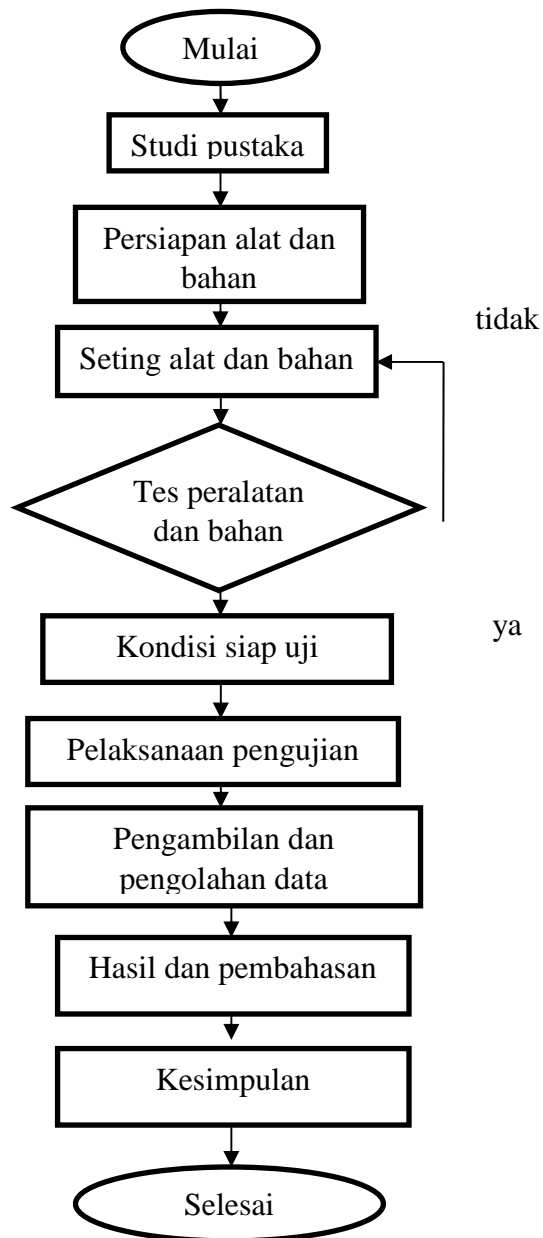 Mulai
Studi pustaka
Persiapan alat dan
bahan
tidak
Seting alat dan bahan
Tes peralatan
dan bahan
ya
Kondisi siap uji
Pelaksanaan pengujian
Pengambilan dan
pengolahan data
Hasil dan pembahasan
Kesimpulan
Selesai